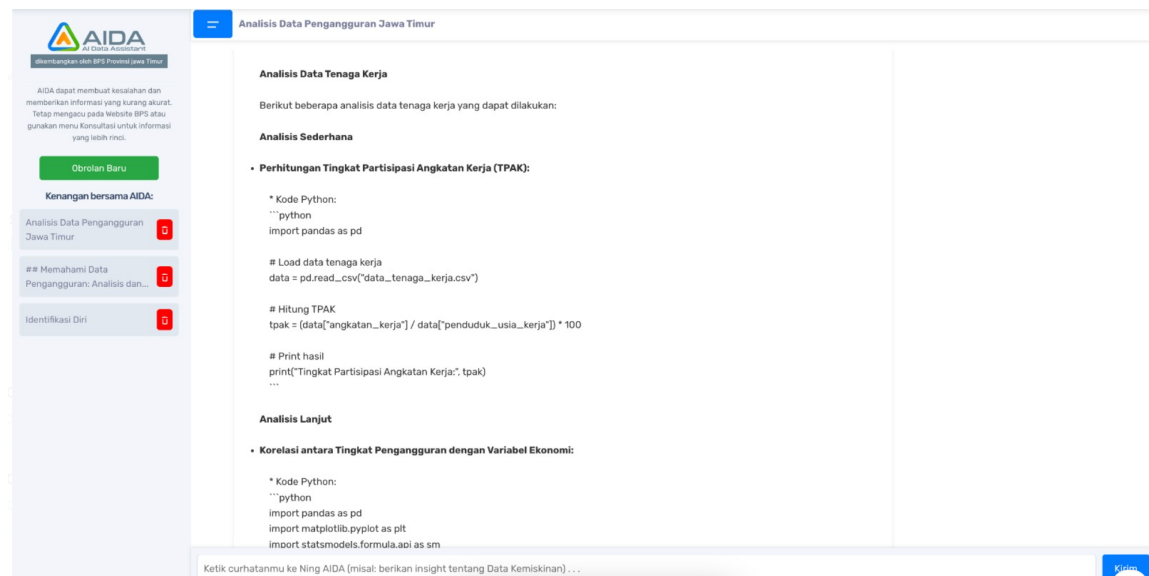 AIDA
AI Data Assistant
dikembangkan oleh BPS Provinsi Jawa Timur
AIDA dapat membuat kesalahan dan
memberikan informasi yang kurang akurat.
Tetap mengacu pada Website BPS atau
gunakan menu Konsultasi untuk informasi
yang lebih rinci.
Obrolan Baru
Kenangan bersama AIDA:
Analisis Data Pengangguran
Jawa Timur
## Memahami Data
Pengangguran: Analisis dan...
Identifikasi Diri
Analisis Data Pengangguran Jawa Timur
Analisis Data Tenaga Kerja
Berikut beberapa analisis data tenaga kerja yang dapat dilakukan:
Analisis Sederhana
• Perhitungan Tingkat Partisipasi Angkatan Kerja (TPAK):
* Kode Python:
```python
import pandas as pd
# Load data tenaga kerja
data = pd.read_csv("data_tenaga_kerja.csv")
# Hitung TPAK
tpak = (data["angkatan_kerja"] / data["penduduk_usia_kerja"]) * 100
# Print hasil
print("Tingkat Partisipasi Angkatan Kerja:", tpak)
```
Analisis Lanjut
• Korelasi antara Tingkat Pengangguran dengan Variabel Ekonomi:
* Kode Python:
```python
import pandas as pd
import matplotlib.pyplot as plt
import statsmodels.formula.api as sm
Ketik curhatanmu ke Ning AIDA (misal: berikan insight tentang Data Kemiskinan) . . .
Kirim